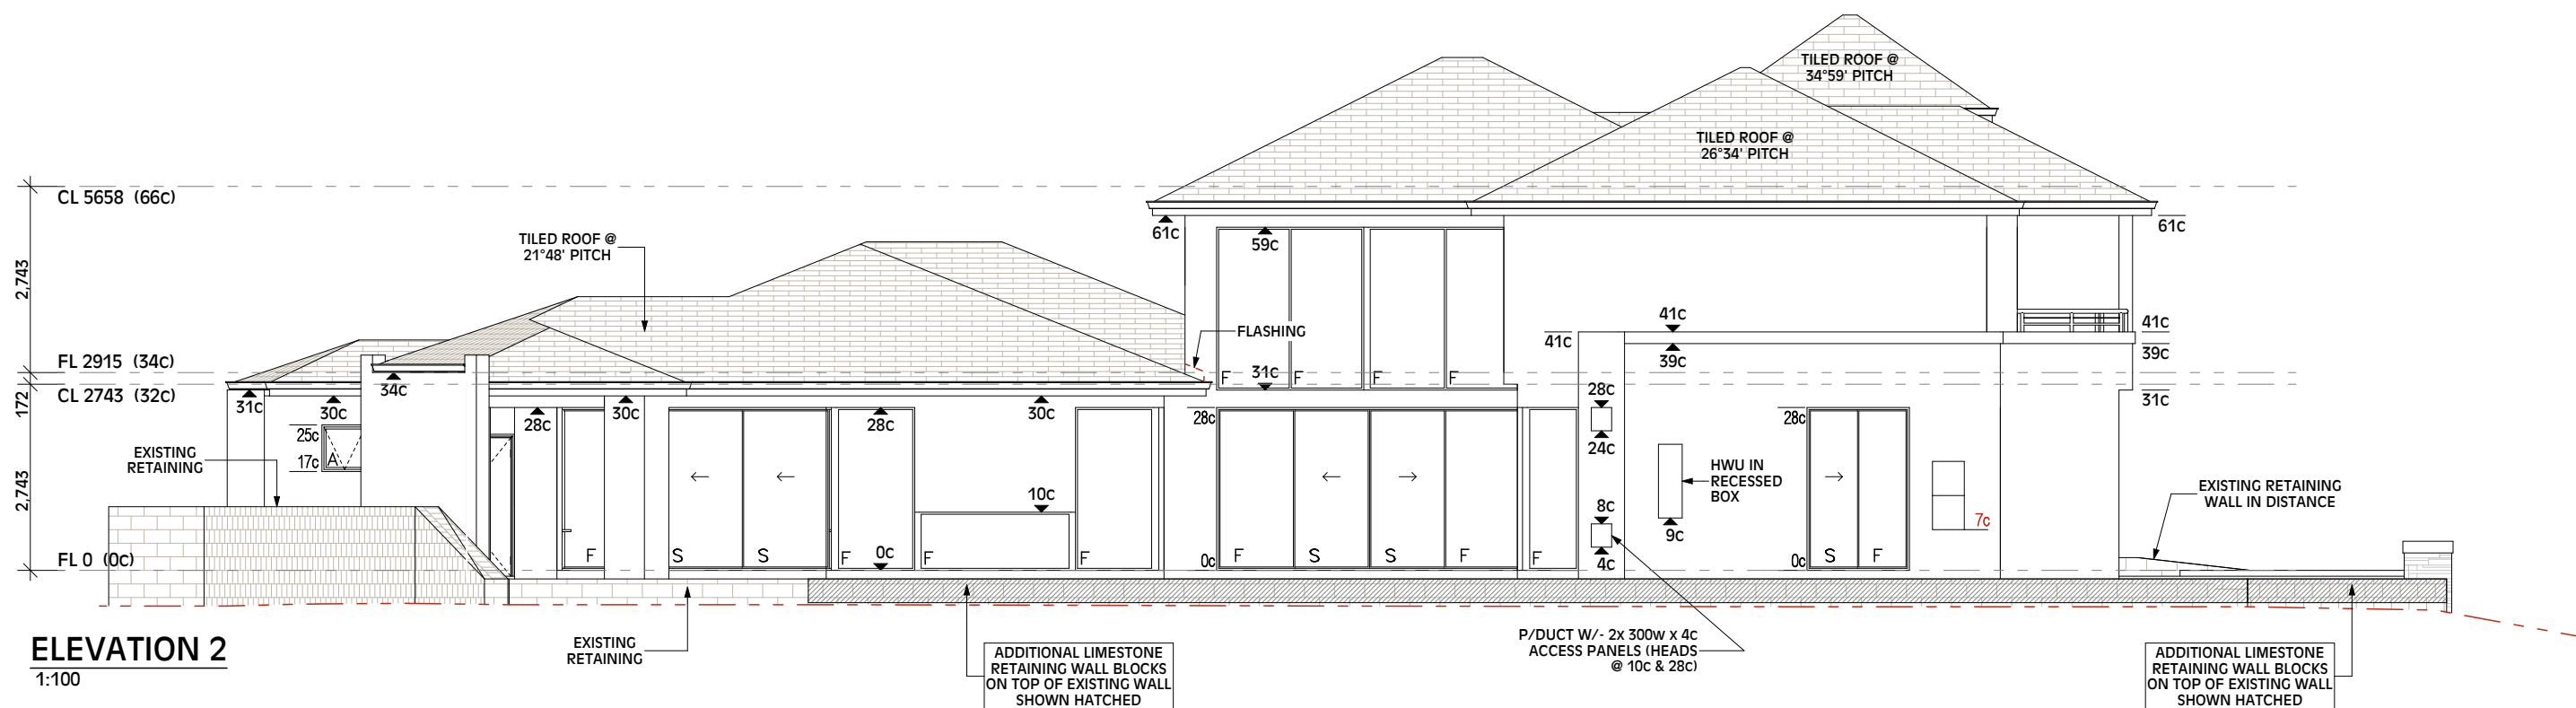 TILED ROOF @
34°59' PITCH
TILED ROOF @
26°34' PITCH
CL 5658 (66c)
61c
59c
61c
TILED ROOF @
21°48' PITCH
2,743
FLASHING
41c
41c
41c
39c
39c
FL 2915 (34c)
172
CL 2743 (32c)
34c
31c
F
F
F
F
31c
31c
30c
28c
30c
28c
30c
28c
28c
28c
24c
25c
17c
A
EXISTING
RETAINING
HWU IN
RECESSED
BOX
9c
7c
EXISTING RETAINING
WALL IN DISTANCE
2,743
10c
8c
4c
FL 0 (0c)
F
S
S
F
0c
F
F
0c
F
S
S
F
F
0c
S
F
ELEVATION 2
1:100
EXISTING
RETAINING
ADDITIONAL LIMESTONE
RETAINING WALL BLOCKS
ON TOP OF EXISTING WALL
SHOWN HATCHED
P/DUCT W/- 2x 300w x 4c
ACCESS PANELS (HEADS
@ 10c & 28c)
ADDITIONAL LIMESTONE
RETAINING WALL BLOCKS
ON TOP OF EXISTING WALL
SHOWN HATCHED